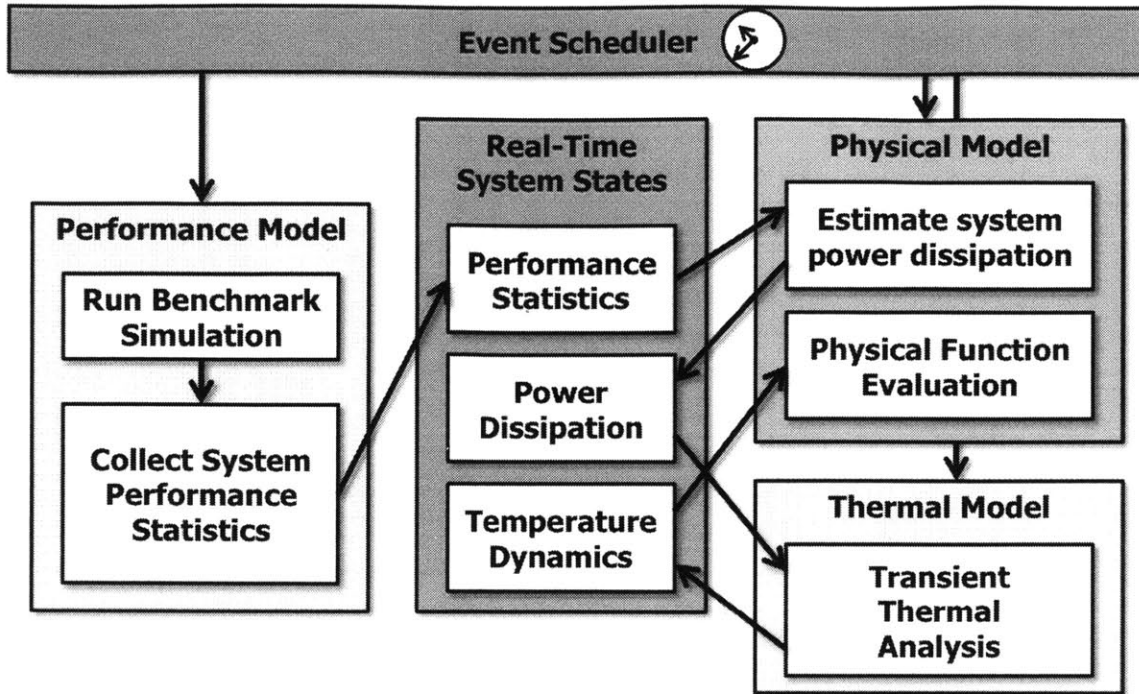 Event Scheduler
Performance Model
Run Benchmark
Simulation
Collect System
Performance
Statistics
Real-Time
System States
Performance
Statistics
Power
Dissipation
Temperature
Dynamics
Physical Model
Estimate system
power dissipation
Physical Function
Evaluation
Thermal Model
Transient
Thermal
Analysis